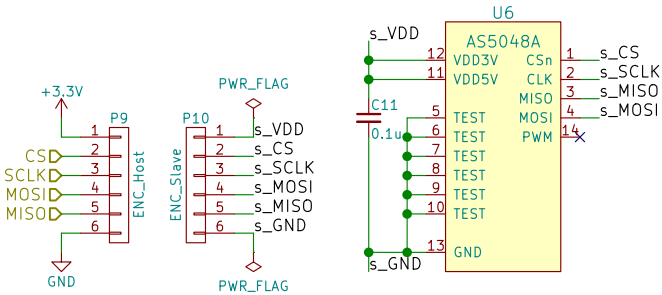 U6
s_VDD
AS5048A
12 VDD3V CSn 1 s_CS
11 VDD5V CLK 2 s_SCLK
MISO 3 s_MISO
MOSI 4 s_MOSI
PWM 14
C11
0.1u
5 TEST
6 TEST
7 TEST
8 TEST
9 TEST
10 TEST
13 GND
s_GND
+3.3V
P9
ENC_Host
1
CS 2
SCLK 3
MOSI 4
MISO 5
6
GND
PWR_FLAG
P10
ENC_Slave
1 s_VDD
2 s_CS
3 s_SCLK
4 s_MOSI
5 s_MISO
6 s_GND
PWR_FLAG